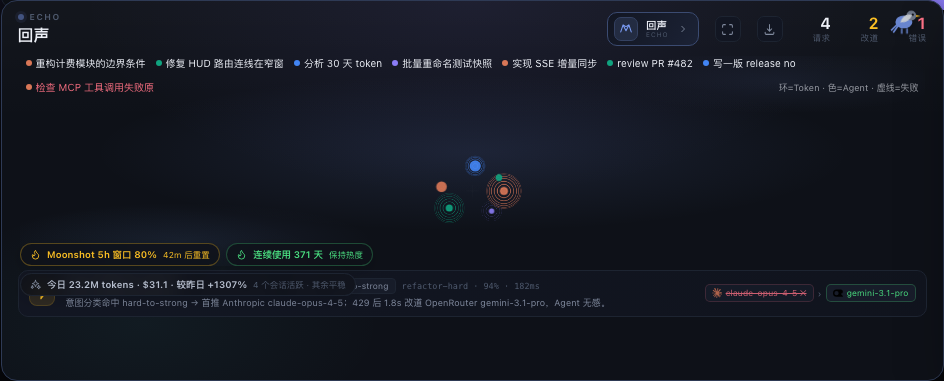 ECHO
回声
回声
ECHO
4
请求
2
改道
1
错误
重构计费模块的边界条件 修复 HUD 路由连线在窄窗 分析 30 天 token 批量重命名测试快照 实现 SSE 增量同步 review PR #482 写一版 release no
检查 MCP 工具调用失败原
环=Token · 色=Agent · 虚线=失败
Moonshot 5h 窗口 80% 42m 后重置
连续使用 371 天 保持热度
今日 23.2M tokens · $31.1 · 较昨日 +1307% 4 个会话活跃 · 其余平稳
o-strong refactor-hard · 94% · 182ms
意图分类命中 hard-to-strong → 首推 Anthropic claude-opus-4-5；429 后 1.8s 改道 OpenRouter gemini-3.1-pro，Agent 无感。
claude-opus-4-5 ✕ › gemini-3.1-pro